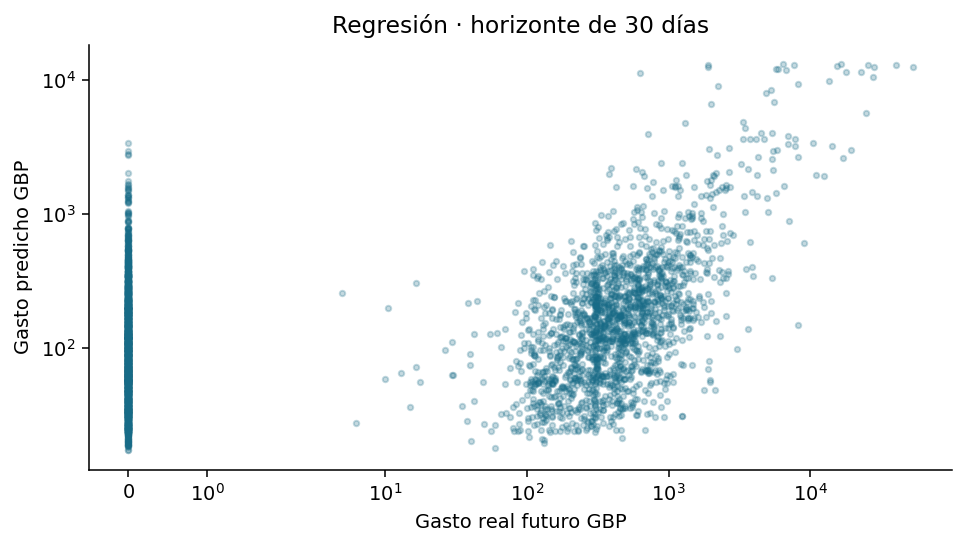 Regresión · horizonte de 30 días
Gasto predicho GBP
10⁴
10³
10²
0 10⁰ 10¹ 10² 10³ 10⁴
Gasto real futuro GBP